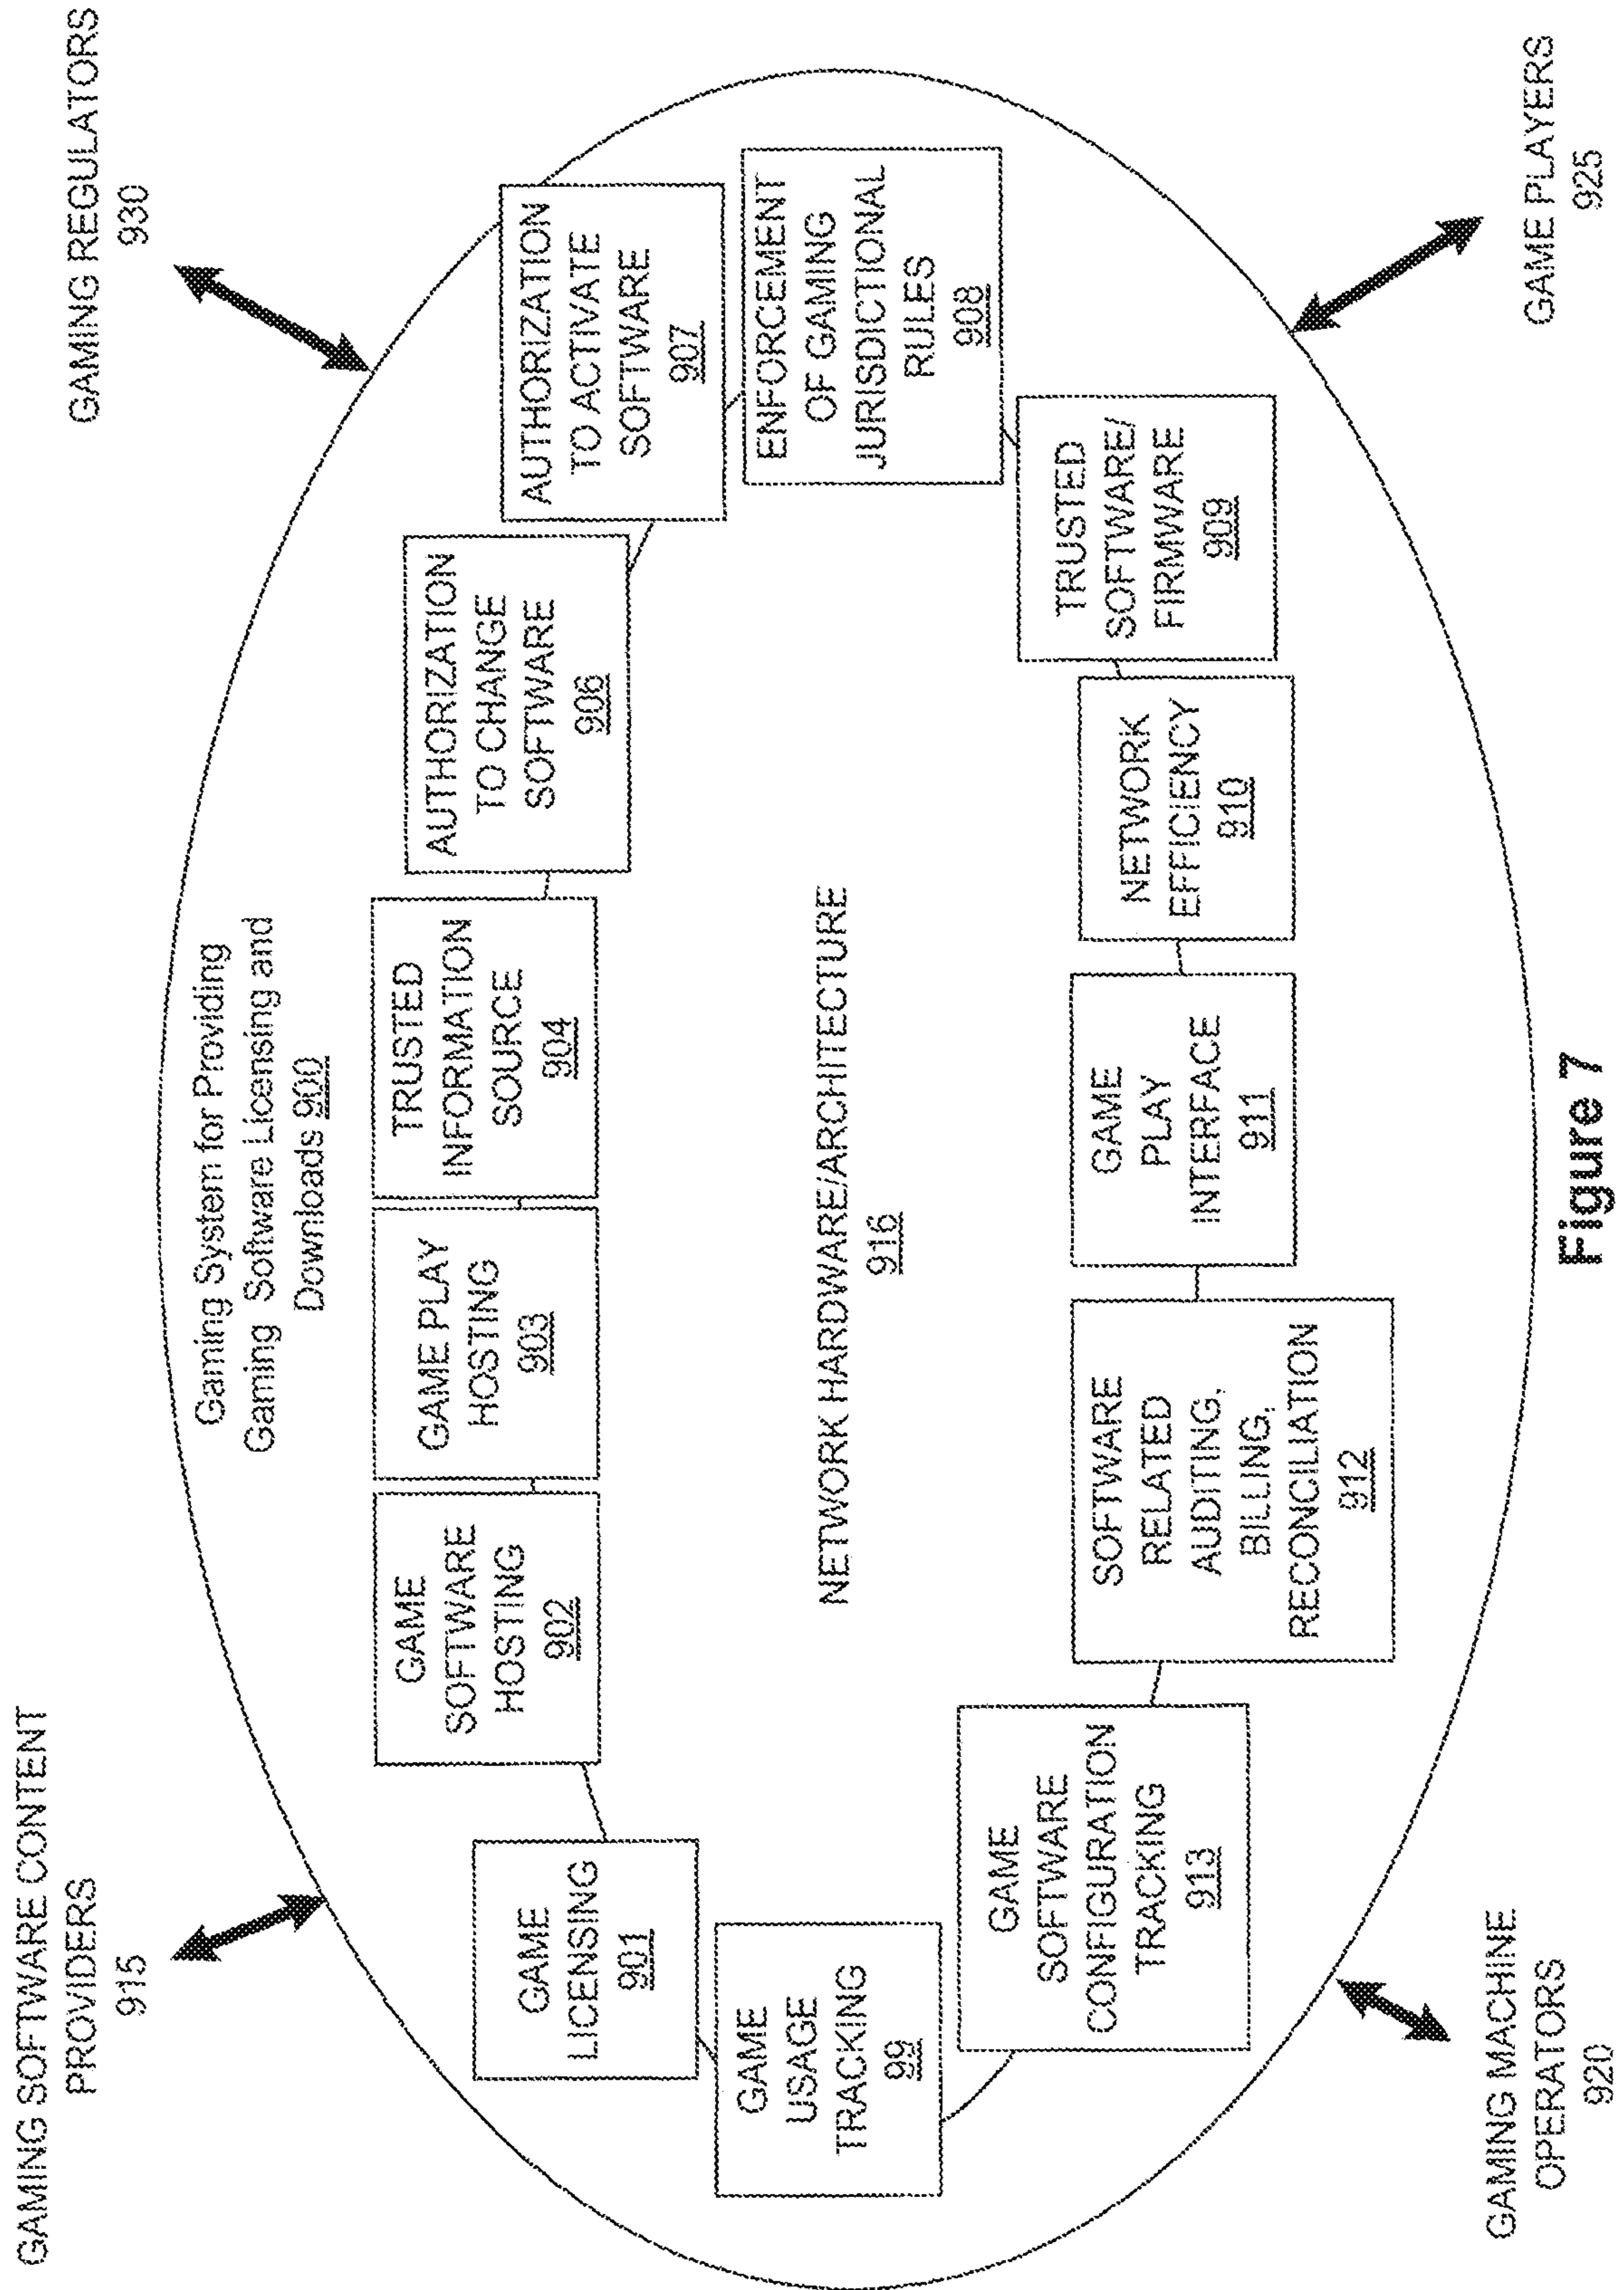 GAMING SOFTWARE CONTENT
PROVIDERS
915
GAMING REGULATORS
930
Gaming System for Providing
Gaming Software Licensing and
Downloads 900
GAME
LICENSING
901
GAME
SOFTWARE
HOSTING
902
GAME PLAY
HOSTING
903
TRUSTED
INFORMATION
SOURCE
904
AUTHORIZATION
TO CHANGE
SOFTWARE
906
AUTHORIZATION
TO ACTIVATE
SOFTWARE
907
ENFORCEMENT
OF GAMING
JURISDICTIONAL
RULES
908
NETWORK HARDWARE/ARCHITECTURE
916
GAME
USAGE
TRACKING
99
GAME
SOFTWARE
CONFIGURATION
TRACKING
913
SOFTWARE
RELATED
AUDITING,
BILLING,
RECONCILIATION
912
GAME
PLAY
INTERFACE
911
NETWORK
EFFICIENCY
910
TRUSTED
SOFTWARE/
FIRMWARE
909
GAMING MACHINE
OPERATORS
920
GAME PLAYERS
925
Figure 7